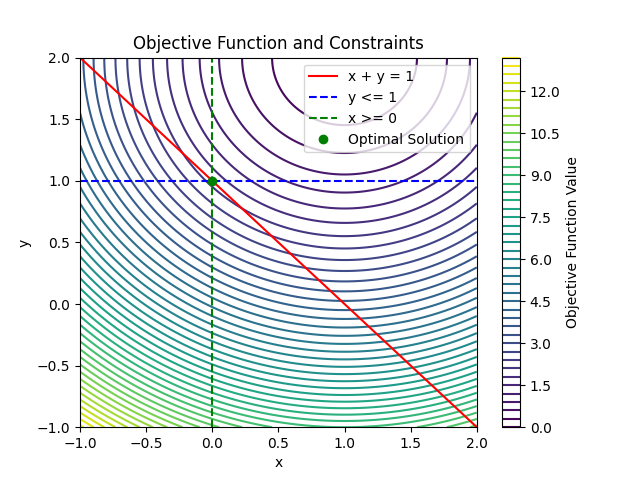 Objective Function and Constraints
x + y = 1
y <= 1
x >= 0
Optimal Solution
2.0
1.5
1.0
0.5
0.0
−0.5
−1.0
y
−1.0 −0.5 0.0 0.5 1.0 1.5 2.0
x
12.0
10.5
9.0
7.5
6.0
4.5
3.0
1.5
0.0
Objective Function Value